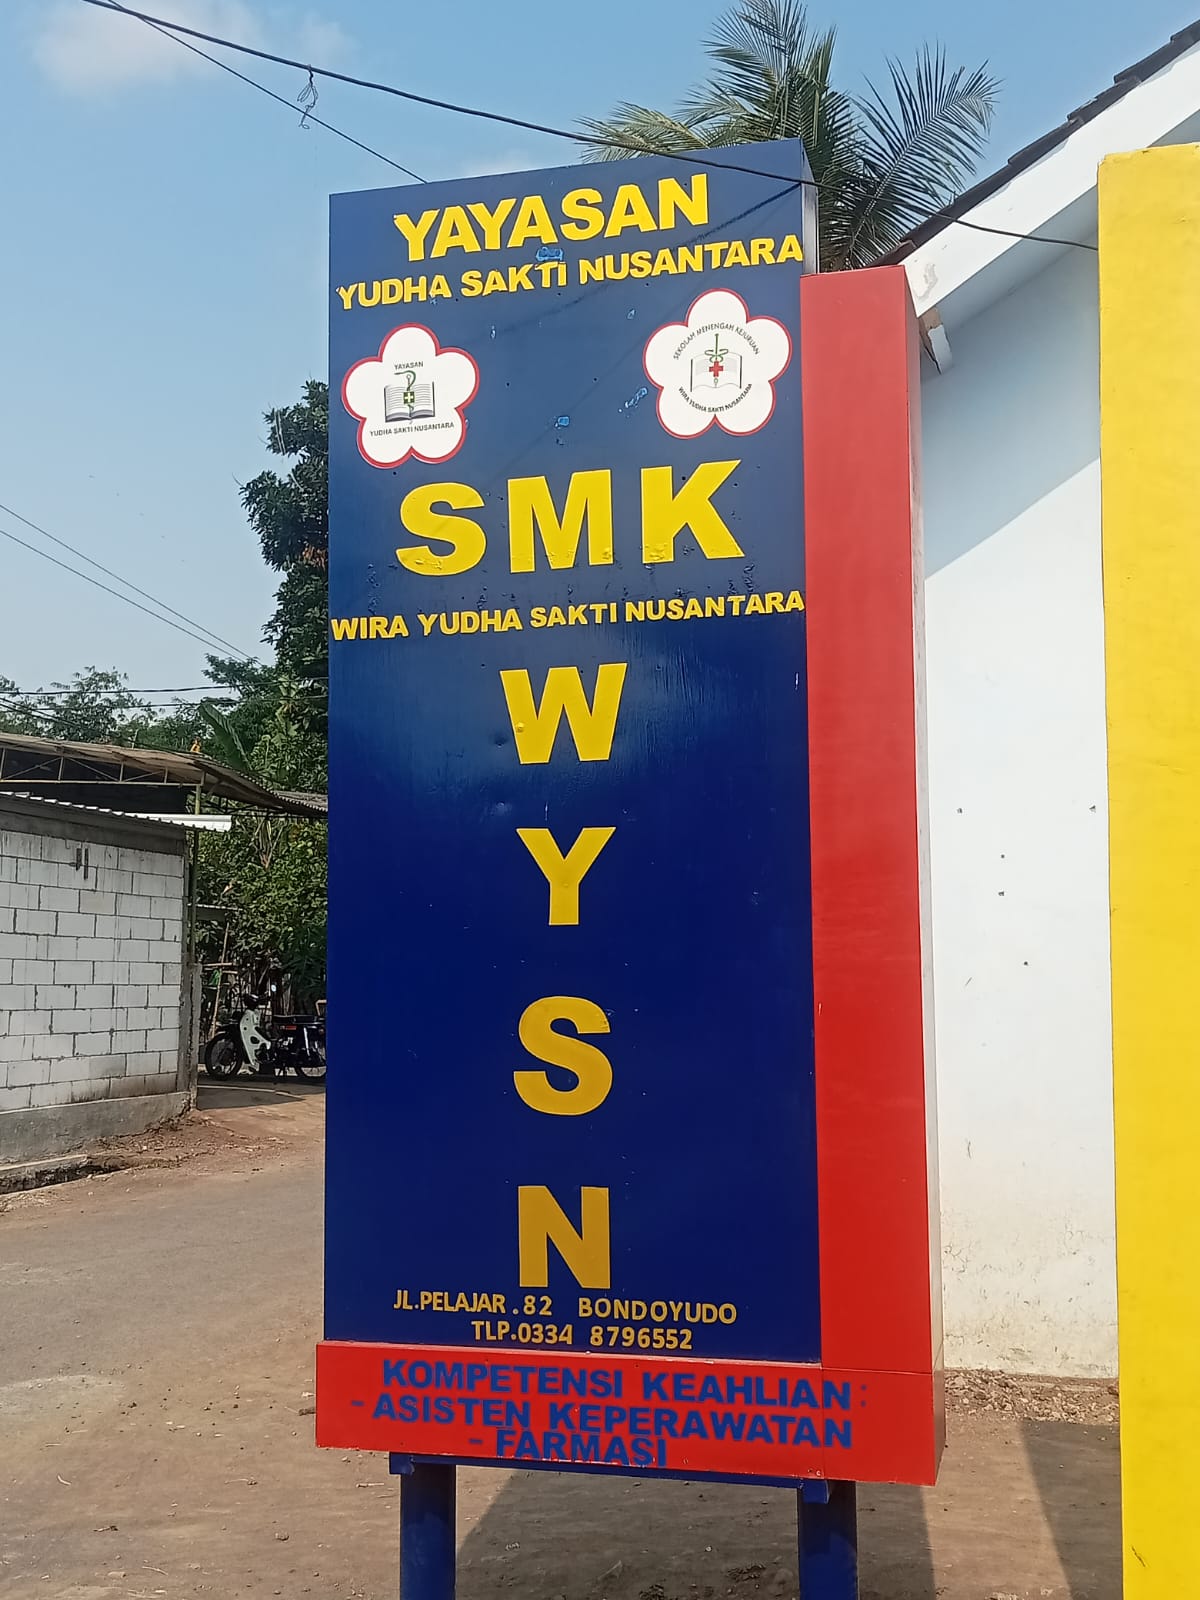 YAYASAN
YUDHA SAKTI NUSANTARA
YAYASAN
YUDHA SAKTI NUSANTARA
SEKOLAH MENENGAH KEJURUAN
WIRA YUDHA SAKTI NUSANTARA
SMK
WIRA YUDHA SAKTI NUSANTARA
W
Y
S
N
JL.PELAJAR.82 BONDOYUDO
TLP.0334 8796552
KOMPETENSI KEAHLIAN:
- ASISTEN KEPERAWATAN
- FARMASI